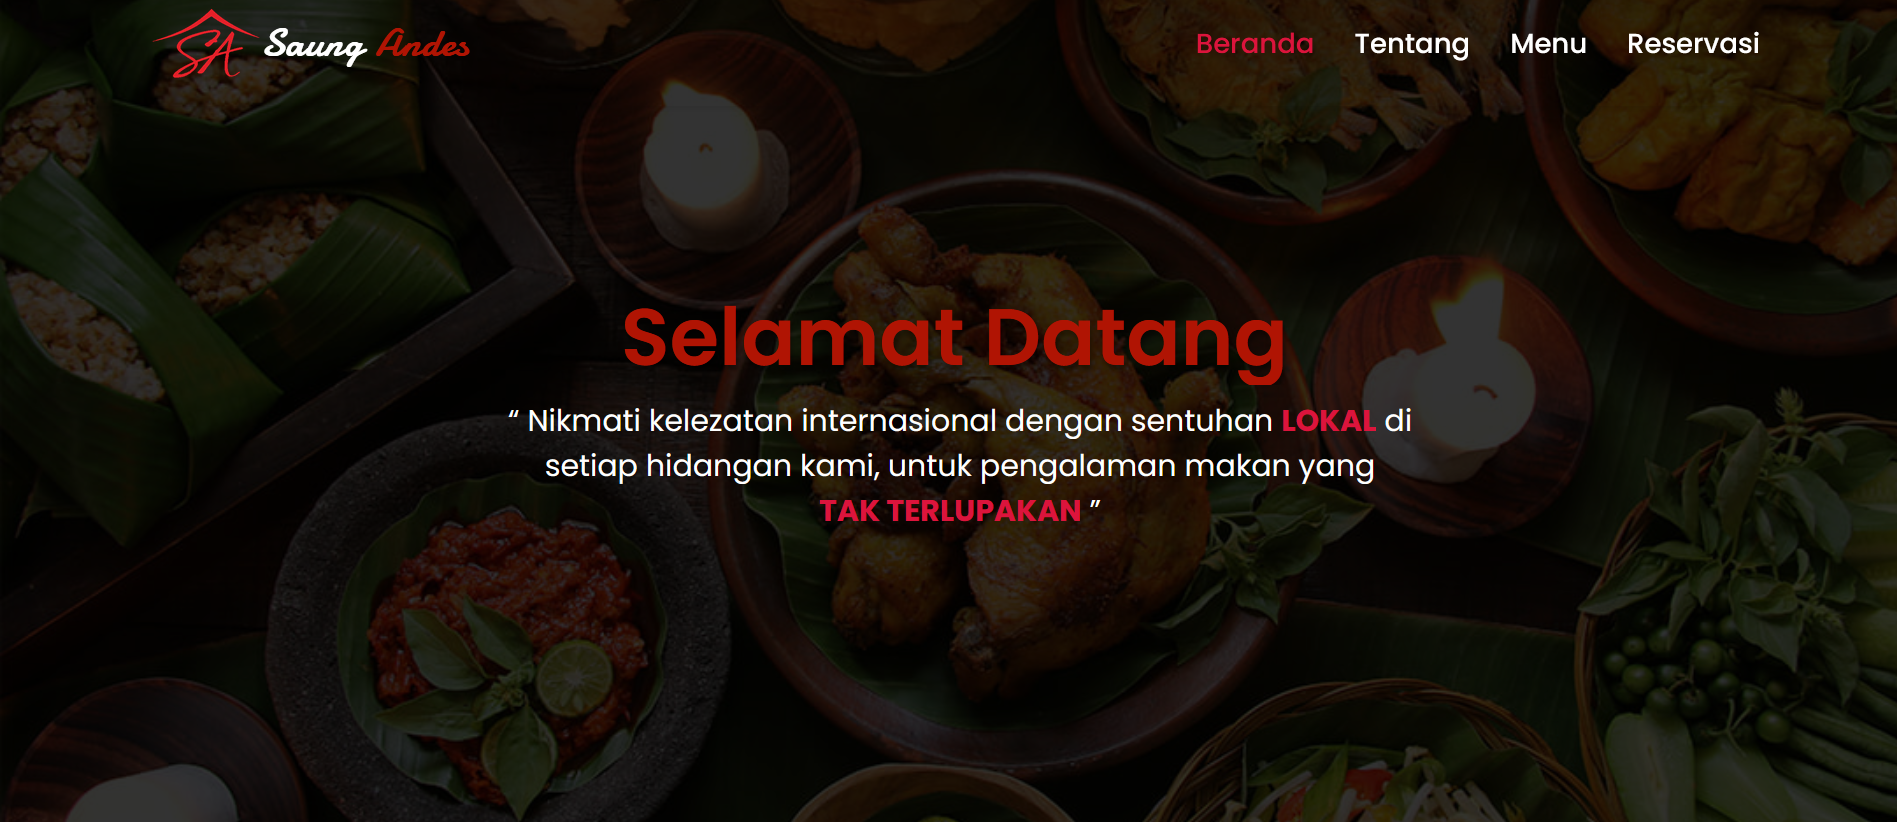 SA Saung Andes
Beranda Tentang Menu Reservasi
Selamat Datang
“ Nikmati kelezatan internasional dengan sentuhan LOKAL di
setiap hidangan kami, untuk pengalaman makan yang
TAK TERLUPAKAN ”